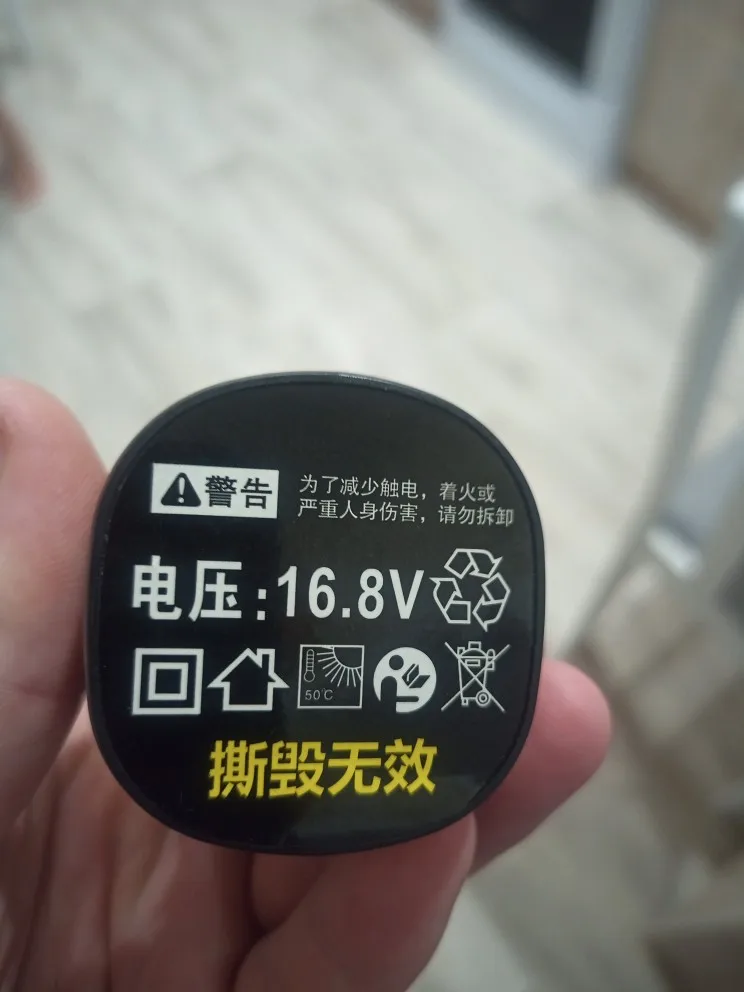 警告
为了减少触电，着火或
严重人身伤害，请勿拆卸
电压:16.8V
50℃
撕毁无效